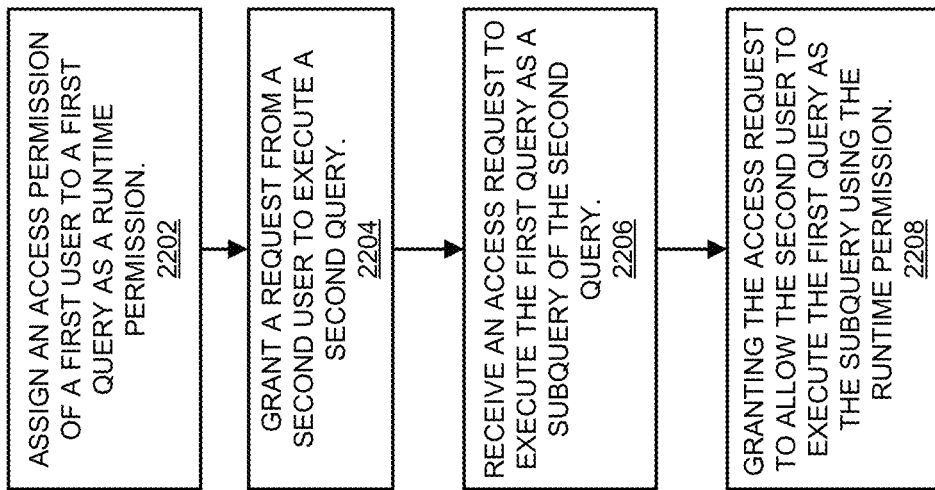 ASSIGN AN ACCESS PERMISSION
OF A FIRST USER TO A FIRST
QUERY AS A RUNTIME
PERMISSION.
2202
GRANT A REQUEST FROM A
SECOND USER TO EXECUTE A
SECOND QUERY.
2204
RECEIVE AN ACCESS REQUEST TO
EXECUTE THE FIRST QUERY AS A
SUBQUERY OF THE SECOND
QUERY.
2206
GRANTING THE ACCESS REQUEST
TO ALLOW THE SECOND USER TO
EXECUTE THE FIRST QUERY AS
THE SUBQUERY USING THE
RUNTIME PERMISSION.
2208